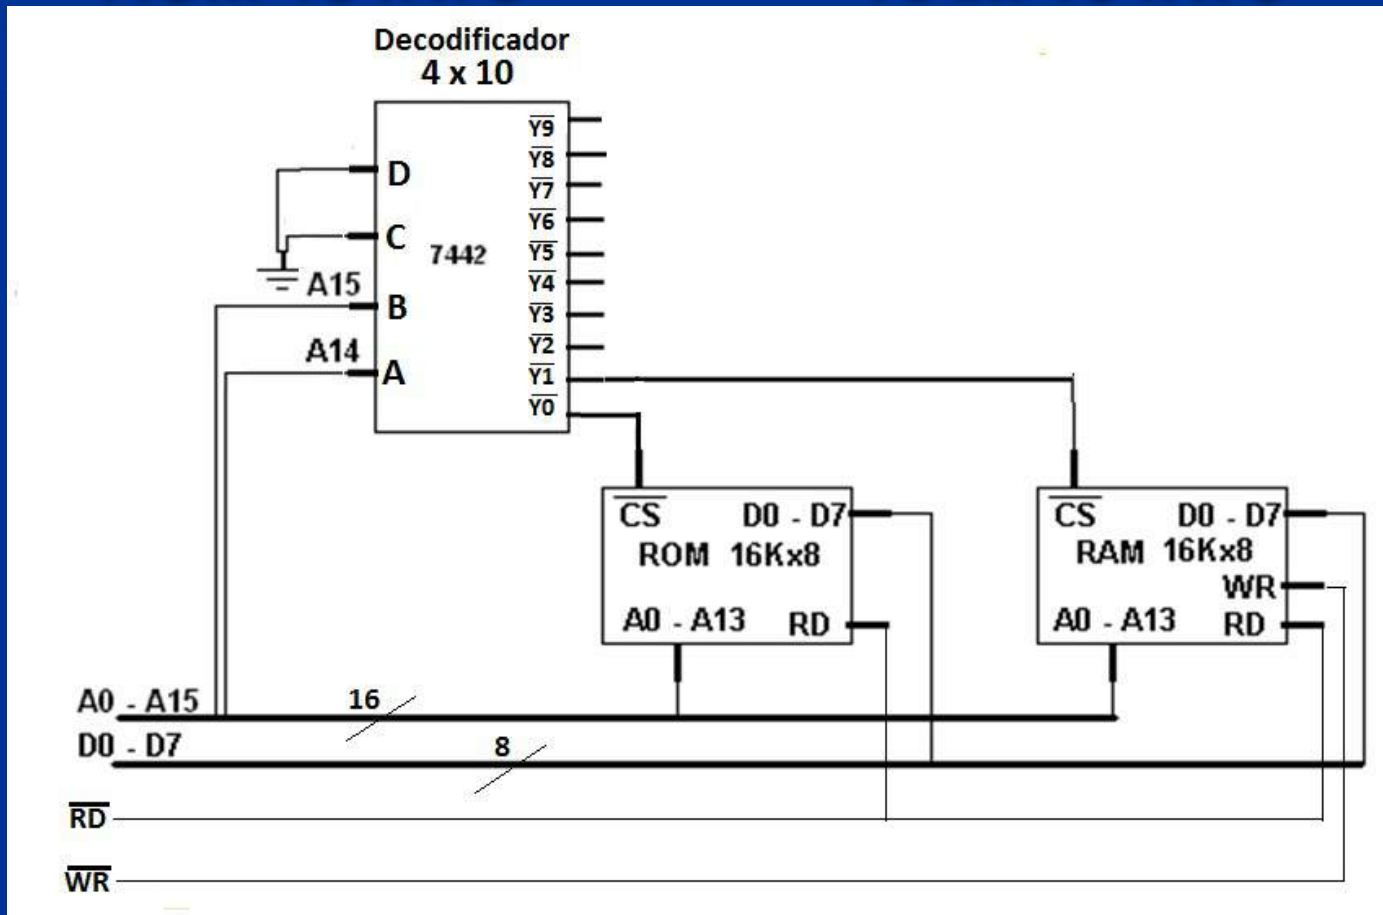 Decodificador
4 x 10
Y9
D Y8
Y7
C Y6
7442 Y5
A15 Y4
B Y3
Y2
A14 A Y1
Y0
CS D0 - D7 CS D0 - D7
ROM 16Kx8 RAM 16Kx8
WR
A0 - A13 RD A0 - A13 RD
A0 - A15 16
D0 - D7 8
RD
WR